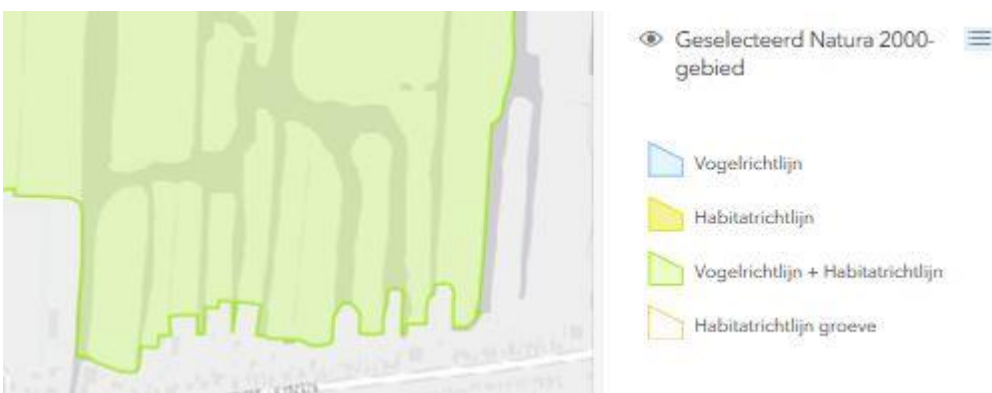 Geselecteerd Natura 2000-
gebied
Vogelrichtlijn
Habitatrichtlijn
Vogelrichtlijn + Habitatrichtlijn
Habitatrichtlijn groeve